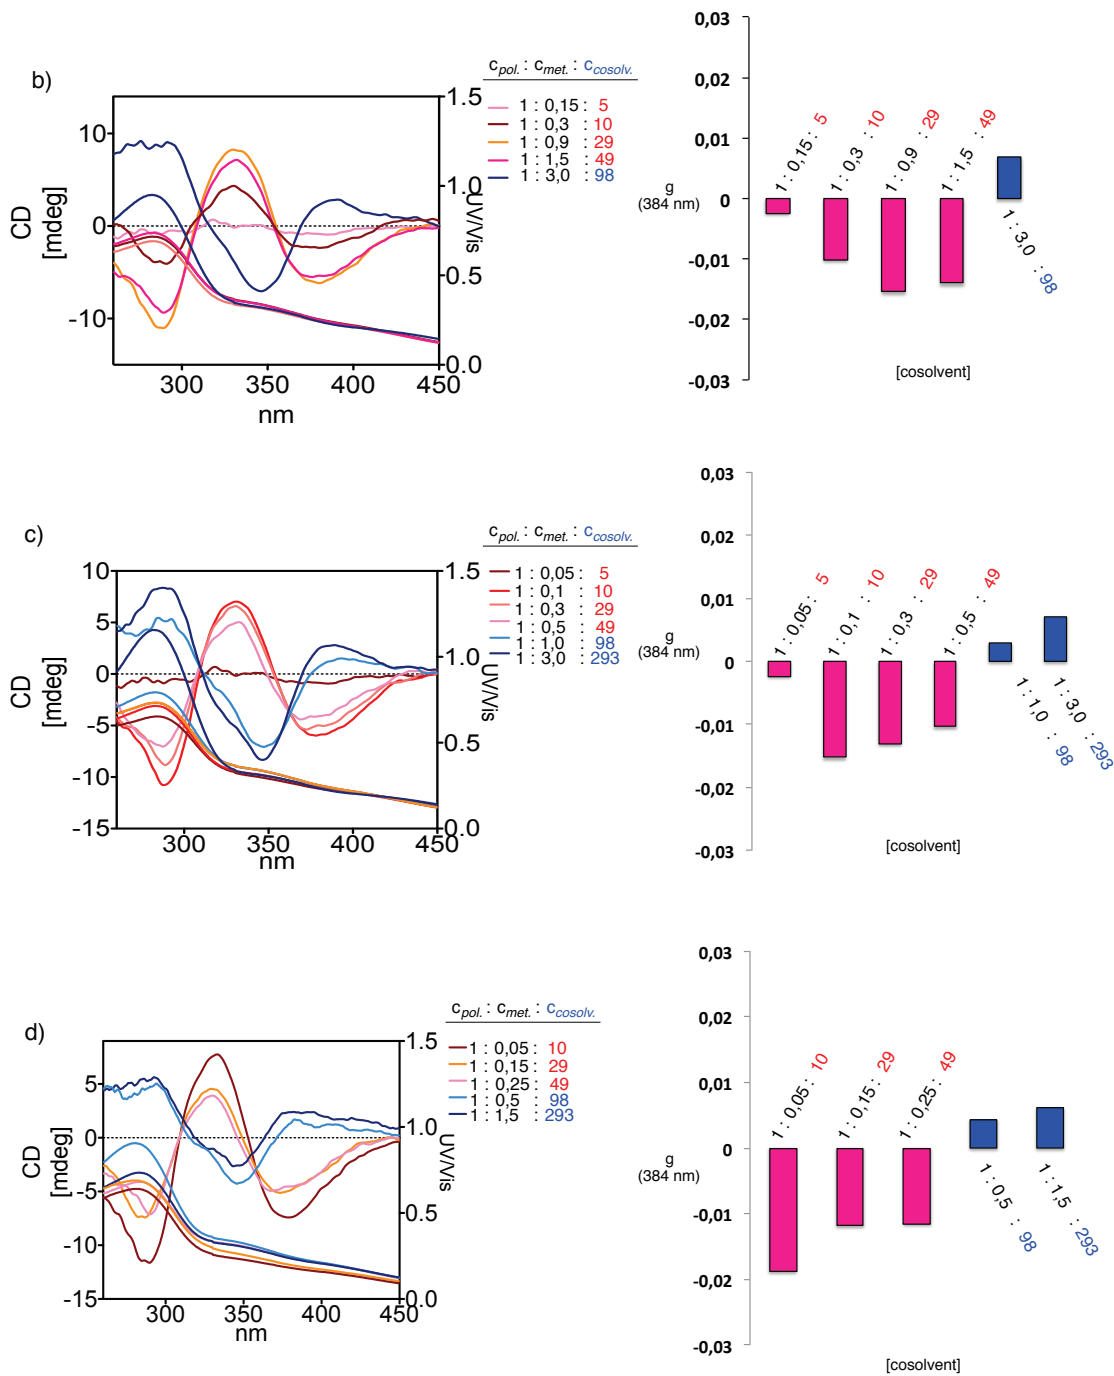 b)
c_pol. : c_met. : c_cosolv.
1 : 0,15 : 5
1 : 0,3 : 10
1 : 0,9 : 29
1 : 1,5 : 49
1 : 3,0 : 98
CD
[mdeg]
10
0
-10
300
350
400
450
nm
1.5
1.0
0.5
0.0
UV/Vis
0,03
0,02
0,01
0
-0,01
-0,02
-0,03
g
(384 nm)
1 : 0,15 : 5
1 : 0,3 : 10
1 : 0,9 : 29
1 : 1,5 : 49
1 : 3,0 : 98
[cosolvent]
c)
c_pol. : c_met. : c_cosolv.
1 : 0,05 : 5
1 : 0,1 : 10
1 : 0,3 : 29
1 : 0,5 : 49
1 : 1,0 : 98
1 : 3,0 : 293
CD
[mdeg]
10
5
0
-5
-10
-15
300
350
400
450
nm
1.5
1.0
0.5
0.0
UV/Vis
0,03
0,02
0,01
0
-0,01
-0,02
-0,03
g
(384 nm)
1 : 0,05 : 5
1 : 0,1 : 10
1 : 0,3 : 29
1 : 0,5 : 49
1 : 1,0 : 98
1 : 3,0 : 293
[cosolvent]
d)
c_pol. : c_met. : c_cosolv.
1 : 0,05 : 10
1 : 0,15 : 29
1 : 0,25 : 49
1 : 0,5 : 98
1 : 1,5 : 293
CD
[mdeg]
5
0
-5
-10
-15
300
350
400
450
nm
1.5
1.0
0.5
0.0
UV/Vis
0,03
0,02
0,01
0
-0,01
-0,02
-0,03
g
(384 nm)
1 : 0,05 : 10
1 : 0,15 : 29
1 : 0,25 : 49
1 : 0,5 : 98
1 : 1,5 : 293
[cosolvent]